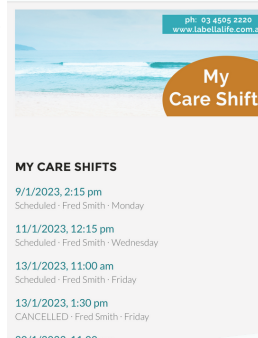 ph: 03 4505 2220
www.labellalife.com.a
My
Care Shift
MY CARE SHIFTS
9/1/2023, 2:15 pm
Scheduled · Fred Smith · Monday
11/1/2023, 12:15 pm
Scheduled · Fred Smith · Wednesday
13/1/2023, 11:00 am
Scheduled · Fred Smith · Friday
13/1/2023, 1:30 pm
CANCELLED · Fred Smith · Friday